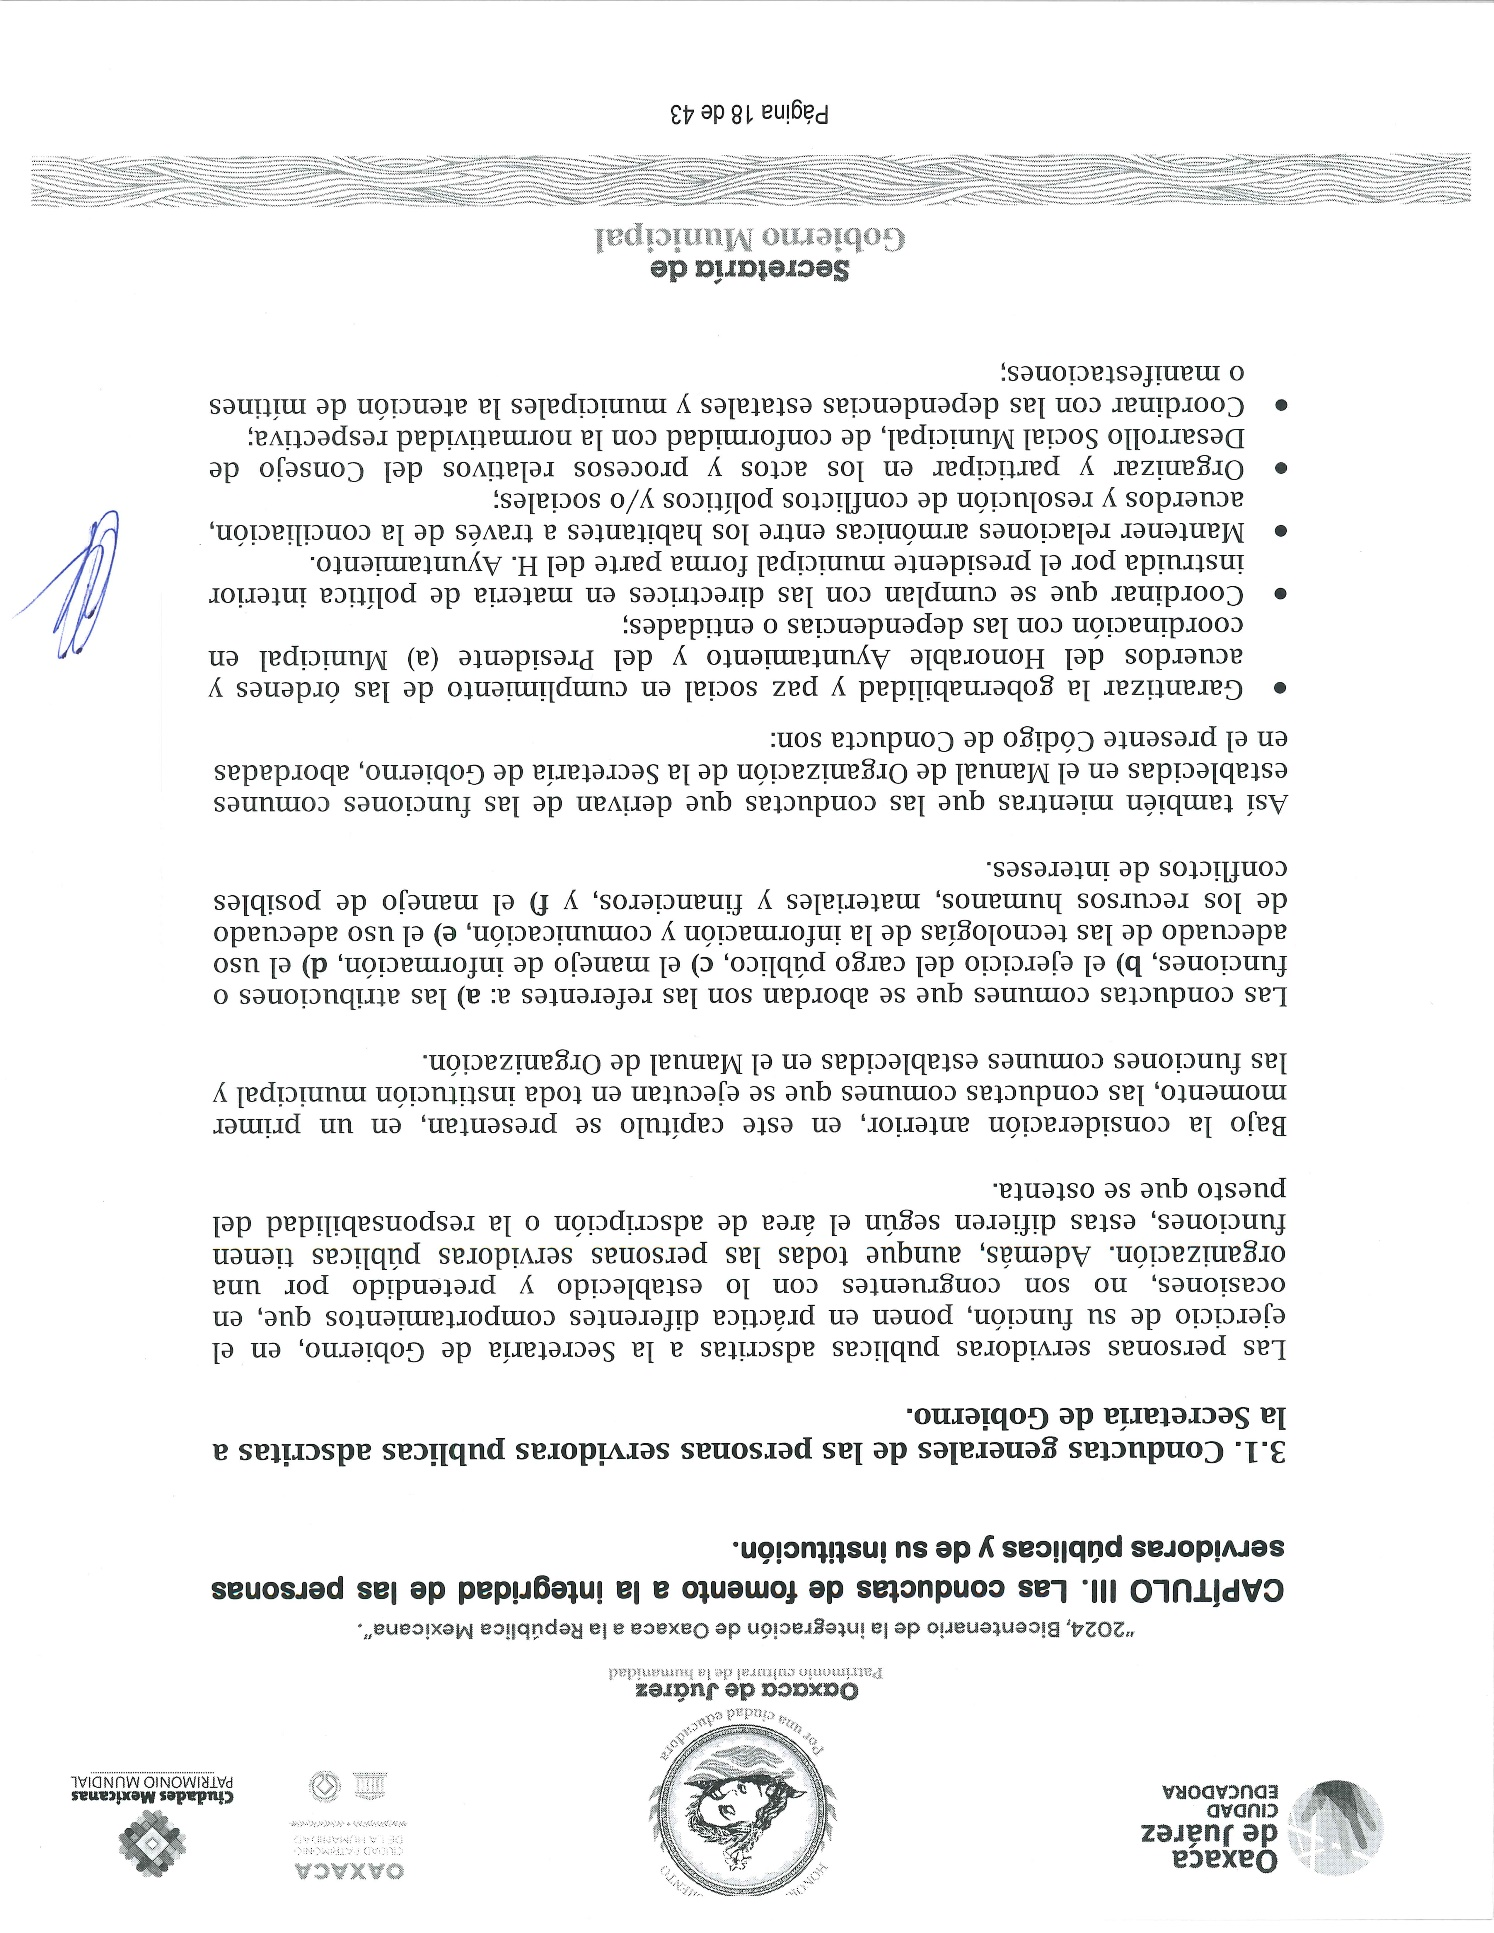 Oaxaca
de Juárez
CIUDAD
EDUCADORA
HONOR
MIENTO
Por una ciudad educadora
Oaxaca de Juárez
Patrimonio cultural de la humanidad
OAXACA
CIUDAD PATRIMONIO
DE LA HUMANIDAD
Ciudades Mexicanas
PATRIMONIO MUNDIAL
"2024, Bicentenario de la integración de Oaxaca a la República Mexicana".
CAPÍTULO III. Las conductas de fomento a la integridad de las personas
servidoras públicas y de su institución.
3.1. Conductas generales de las personas servidoras publicas adscritas a
la Secretaría de Gobierno.
Las personas servidoras publicas adscritas a la Secretaría de Gobierno, en el
ejercicio de su función, ponen en práctica diferentes comportamientos que, en
ocasiones, no son congruentes con lo establecido y pretendido por una
organización. Además, aunque todas las personas servidoras públicas tienen
funciones, estas difieren según el área de adscripción o la responsabilidad del
puesto que se ostenta.
Bajo la consideración anterior, en este capítulo se presentan, en un primer
momento, las conductas comunes que se ejecutan en toda institución municipal y
las funciones comunes establecidas en el Manual de Organización.
Las conductas comunes que se abordan son las referentes a: a) las atribuciones o
funciones, b) el ejercicio del cargo público, c) el manejo de información, d) el uso
adecuado de las tecnologías de la información y comunicación, e) el uso adecuado
de los recursos humanos, materiales y financieros, y f) el manejo de posibles
conflictos de intereses.
Así también mientras que las conductas que derivan de las funciones comunes
establecidas en el Manual de Organización de la Secretaría de Gobierno, abordadas
en el presente Código de Conducta son:
• Garantizar la gobernabilidad y paz social en cumplimiento de las órdenes y
acuerdos del Honorable Ayuntamiento y del Presidente (a) Municipal en
coordinación con las dependencias o entidades;
• Coordinar que se cumplan con las directrices en materia de política interior
instruida por el presidente municipal forma parte del H. Ayuntamiento.
• Mantener relaciones armónicas entre los habitantes a través de la conciliación,
acuerdos y resolución de conflictos políticos y/o sociales;
• Organizar y participar en los actos y procesos relativos del Consejo de
Desarrollo Social Municipal, de conformidad con la normatividad respectiva;
• Coordinar con las dependencias estatales y municipales la atención de mítines
o manifestaciones;
Secretaría de
Gobierno Municipal
Página 18 de 43